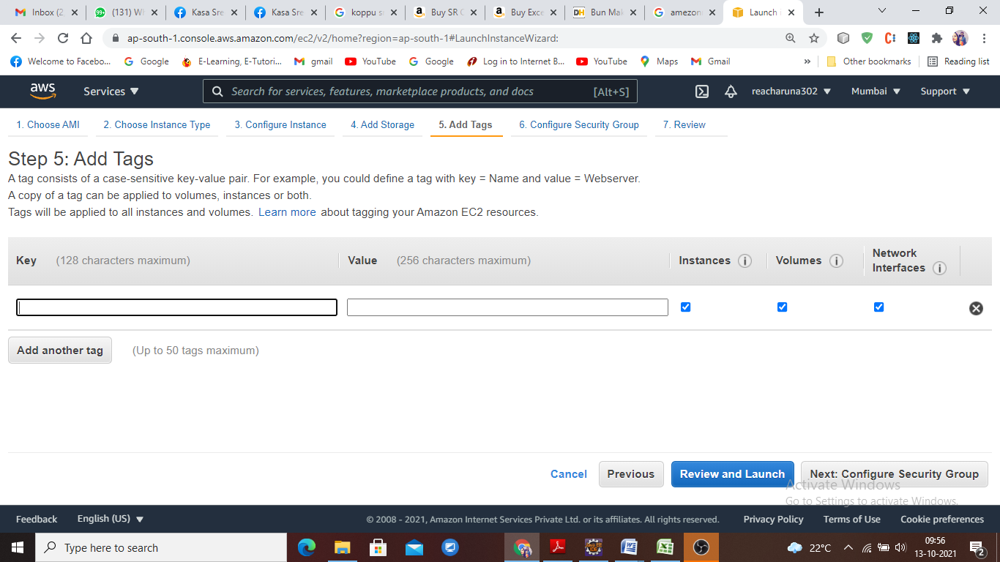 Inbox (2
99+ (131) W
Kasa Sre
Kasa Sre
koppu s
Buy SR C
Buy Exce
DH Bun Mak
amezon
Launch i
ap-south-1.console.aws.amazon.com/ec2/v2/home?region=ap-south-1#LaunchInstanceWizard:
Welcome to Facebo...
Google
E-Learning, E-Tutori...
gmail
YouTube
Google
Log in to Internet B...
YouTube
Maps
Gmail
»
Other bookmarks
Reading list
aws
Services
Search for services, features, marketplace products, and docs
[Alt+S]
reacharuna302
Mumbai
Support
1. Choose AMI
2. Choose Instance Type
3. Configure Instance
4. Add Storage
5. Add Tags
6. Configure Security Group
7. Review
Step 5: Add Tags
A tag consists of a case-sensitive key-value pair. For example, you could define a tag with key = Name and value = Webserver.
A copy of a tag can be applied to volumes, instances or both.
Tags will be applied to all instances and volumes. Learn more about tagging your Amazon EC2 resources.
Key (128 characters maximum)
Value (256 characters maximum)
Instances
Volumes
Network
Interfaces
Add another tag
(Up to 50 tags maximum)
Cancel
Previous
Review and Launch
Next: Configure Security Group
Activate Windows
Go to Settings to activate Windows.
Feedback
English (US)
© 2008 - 2021, Amazon Internet Services Private Ltd. or its affiliates. All rights reserved.
Privacy Policy
Terms of Use
Cookie preferences
Type here to search
22°C
09:56
13-10-2021
2